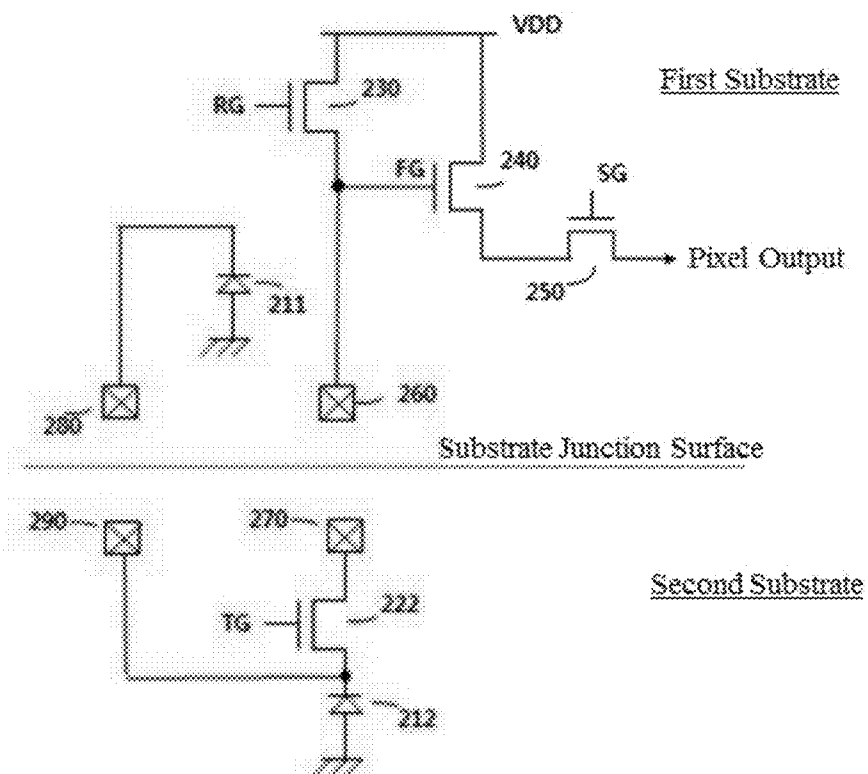 VDD
First Substrate
RG
230
FG
240
SG
Pixel Output
250
211
280
260
Substrate Junction Surface
290
270
Second Substrate
TG
222
212